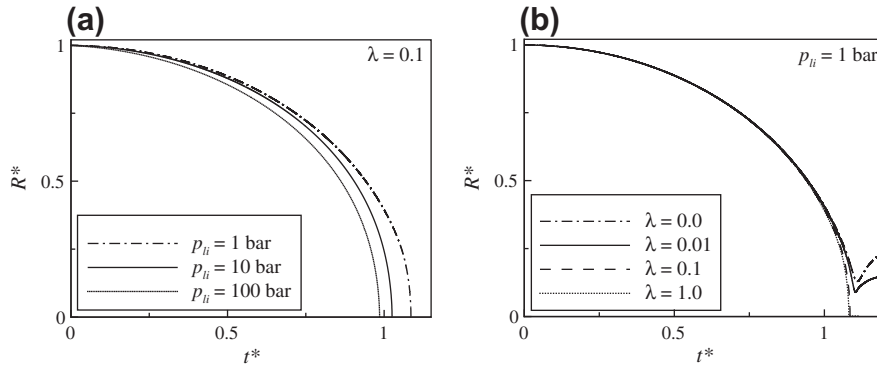 (a)
1
λ = 0.1
R*
0.5
p_li = 1 bar
p_li = 10 bar
p_li = 100 bar
0
0 0.5 1
t*
(b)
1
p_li = 1 bar
R*
0.5
λ = 0.0
λ = 0.01
λ = 0.1
λ = 1.0
0
0 0.5 1
t*